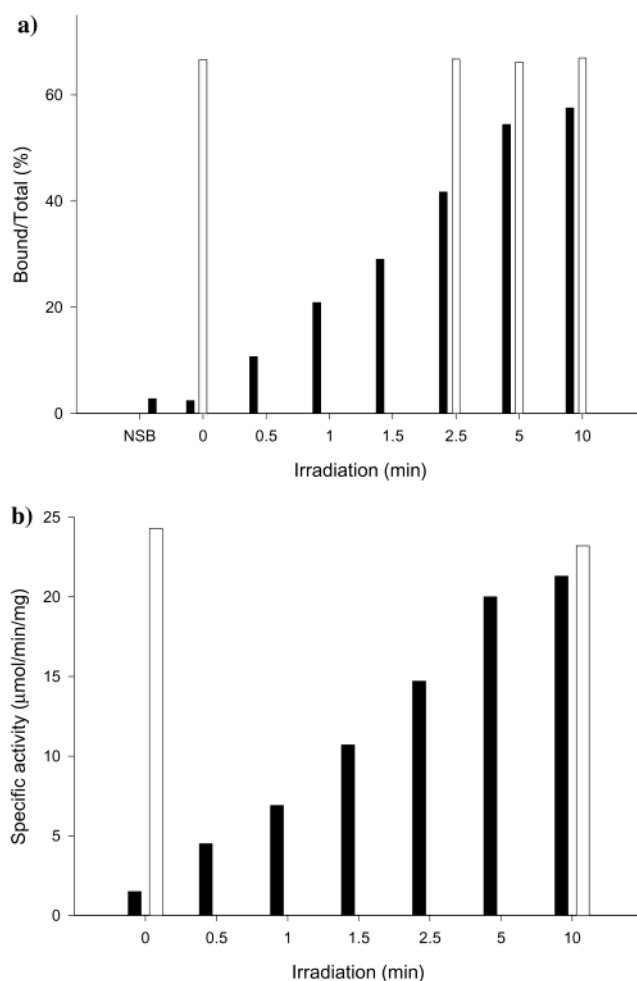 a)
Bound/Total (%)
60
40
20
0
NSB 0 0.5 1 1.5 2.5 5 10
Irradiation (min)
b)
Specific activity (μmol/min/mg)
25
20
15
10
5
0
0 0.5 1 1.5 2.5 5 10
Irradiation (min)